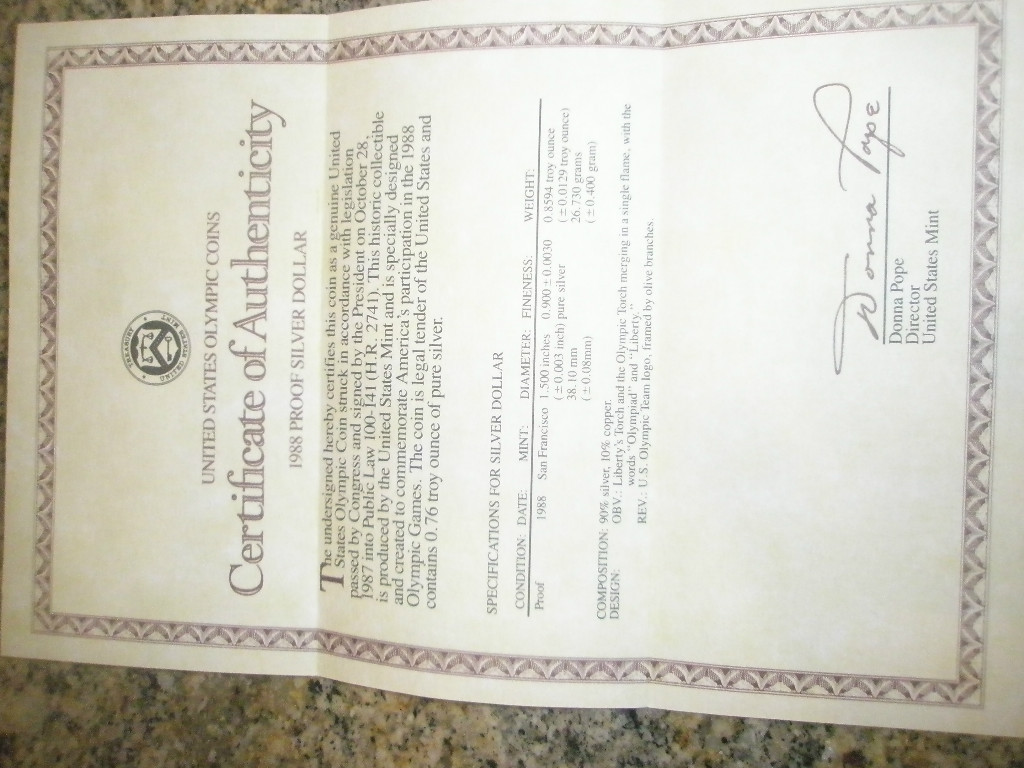 UNITED STATES OLYMPIC COINS
Certificate of Authenticity
1988 PROOF SILVER DOLLAR
The undersigned hereby certifies this coin as a genuine United
States Olympic Coin struck in accordance with legislation
passed by Congress and signed by the President on October 28,
1987 into Public Law 100-141 (H.R. 2741). This historic collectible
is produced by the United States Mint and is specially designed
and created to commemorate America's participation in the 1988
Olympic Games. The coin is legal tender of the United States and
contains 0.76 troy ounce of pure silver.
SPECIFICATIONS FOR SILVER DOLLAR
CONDITION: DATE: MINT: DIAMETER: FINENESS: WEIGHT:
Proof 1988 San Francisco 1.500 inches 0.900 ± 0.0030 0.8594 troy ounce
(± 0.003 inch) pure silver (± 0.0129 troy ounce)
38.10 mm 26.730 grams
(± 0.08mm) (± 0.400 gram)
COMPOSITION: 90% silver, 10% copper.
DESIGN: OBV.: Liberty's Torch and the Olympic Torch merging in a single flame, with the
words "Olympiad" and "Liberty."
REV.: U.S. Olympic Team logo, framed by olive branches.
Donna Pope
Donna Pope
Director
United States Mint